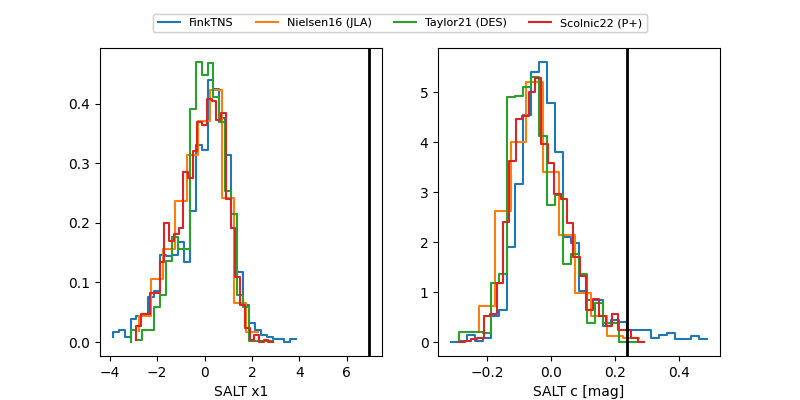 FinkTNS Nielsen16 (JLA) Taylor21 (DES) Scolnic22 (P+)
0.4
0.3
0.2
0.1
0.0
−4 −2 0 2 4 6
SALT x1
5
4
3
2
1
0
−0.2 0.0 0.2 0.4
SALT c [mag]